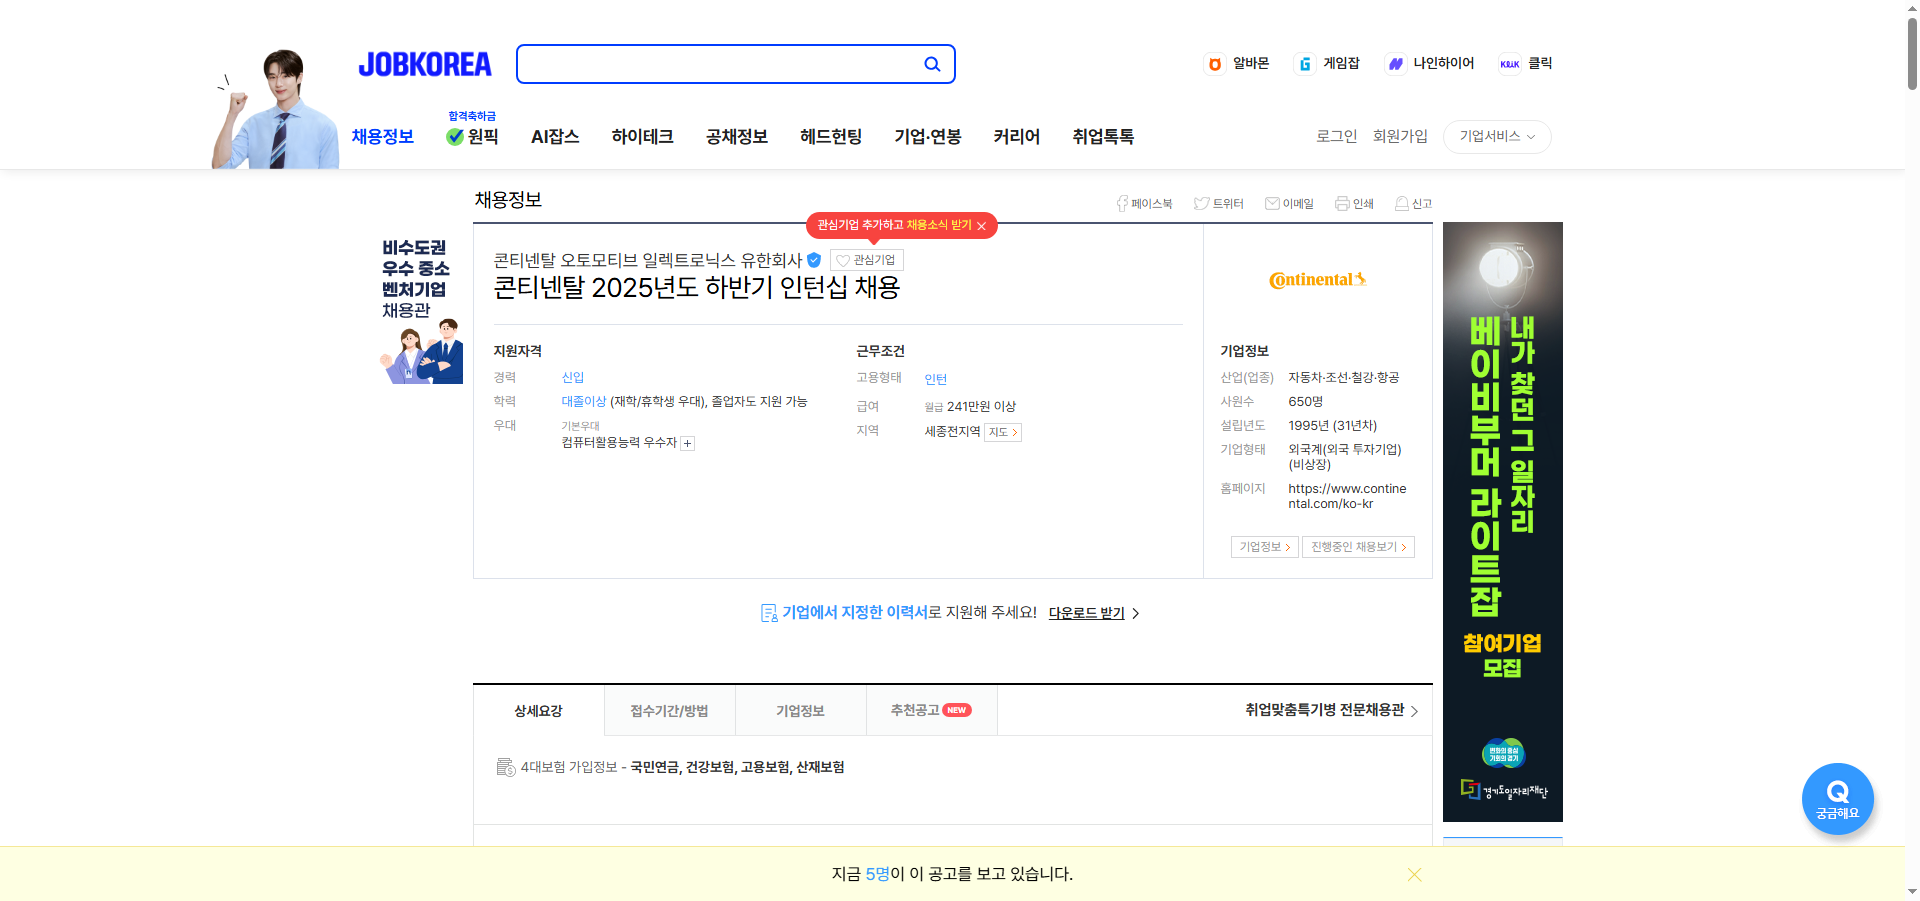 JOBKOREA
알바몬
게임잡
나인하이어
KLiK 클릭
합격축하금
채용정보
원픽
AI잡스
하이테크
공채정보
헤드헌팅
기업·연봉
커리어
취업톡톡
로그인
회원가입
기업서비스
채용정보
페이스북
트위터
이메일
인쇄
신고
관심기업 추가하고 채용소식 받기
비수도권
우수 중소
벤처기업
채용관
콘티넨탈 오토모티브 일렉트로닉스 유한회사
관심기업
콘티넨탈 2025년도 하반기 인턴십 채용
지원자격
경력 신입
학력 대졸이상 (재학/휴학생 우대), 졸업자도 지원 가능
우대 기본우대
컴퓨터활용능력 우수자 +
근무조건
고용형태 인턴
급여 월급 241만원 이상
지역 세종전지역 지도
Continental
기업정보
산업(업종) 자동차·조선·철강·항공
사원수 650명
설립년도 1995년 (31년차)
기업형태 외국계(외국 투자기업)
(비상장)
홈페이지 https://www.contine
ntal.com/ko-kr
기업정보
진행중인 채용보기
내가 찾던 그 일자리
베이비부머 라이트잡
참여기업
모집
변화의 중심
기회의 경기
경기도일자리재단
기업에서 지정한 이력서로 지원해 주세요! 다운로드 받기
상세요강
접수기간/방법
기업정보
추천공고 NEW
취업맞춤특기병 전문채용관
4대보험 가입정보 - 국민연금, 건강보험, 고용보험, 산재보험
Q
궁금해요
지금 5명이 이 공고를 보고 있습니다.